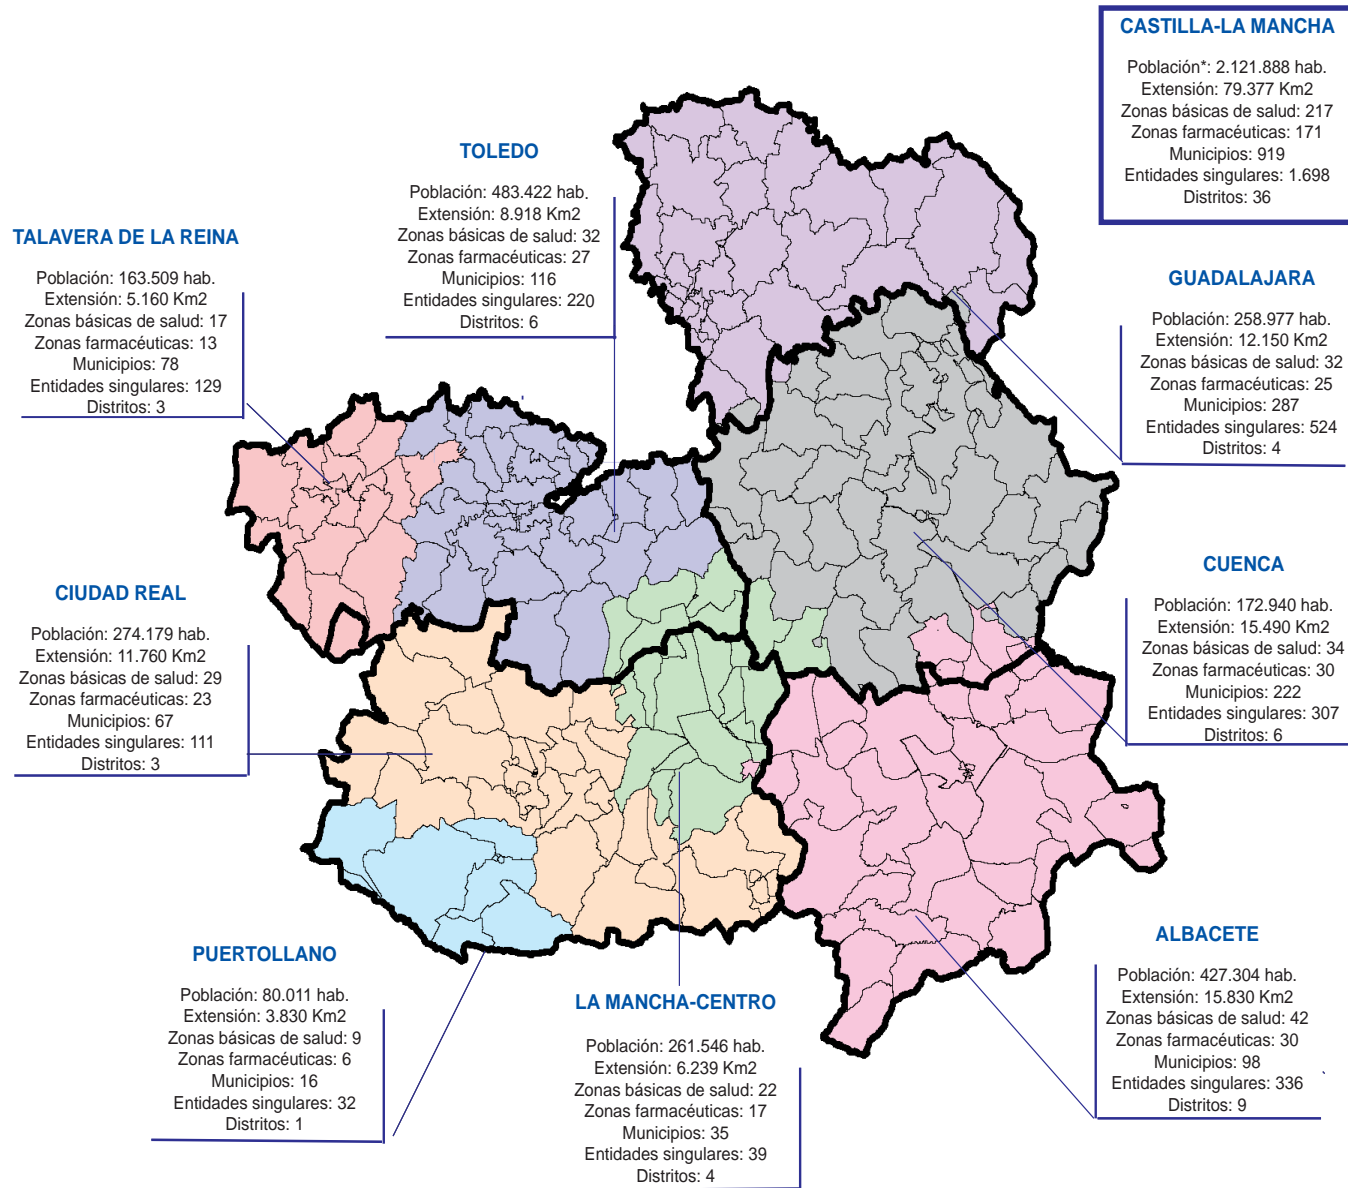 CASTILLA-LA MANCHA
Población*: 2.121.888 hab.
Extensión: 79.377 Km2
Zonas básicas de salud: 217
Zonas farmacéuticas: 171
Municipios: 919
Entidades singulares: 1.698
Distritos: 36
TOLEDO
Población: 483.422 hab.
Extensión: 8.918 Km2
Zonas básicas de salud: 32
Zonas farmacéuticas: 27
Municipios: 116
Entidades singulares: 220
Distritos: 6
TALAVERA DE LA REINA
Población: 163.509 hab.
Extensión: 5.160 Km2
Zonas básicas de salud: 17
Zonas farmacéuticas: 13
Municipios: 78
Entidades singulares: 129
Distritos: 3
GUADALAJARA
Población: 258.977 hab.
Extensión: 12.150 Km2
Zonas básicas de salud: 32
Zonas farmacéuticas: 25
Municipios: 287
Entidades singulares: 524
Distritos: 4
CIUDAD REAL
Población: 274.179 hab.
Extensión: 11.760 Km2
Zonas básicas de salud: 29
Zonas farmacéuticas: 23
Municipios: 67
Entidades singulares: 111
Distritos: 3
CUENCA
Población: 172.940 hab.
Extensión: 15.490 Km2
Zonas básicas de salud: 34
Zonas farmacéuticas: 30
Municipios: 222
Entidades singulares: 307
Distritos: 6
PUERTOLLANO
Población: 80.011 hab.
Extensión: 3.830 Km2
Zonas básicas de salud: 9
Zonas farmacéuticas: 6
Municipios: 16
Entidades singulares: 32
Distritos: 1
LA MANCHA-CENTRO
Población: 261.546 hab.
Extensión: 6.239 Km2
Zonas básicas de salud: 22
Zonas farmacéuticas: 17
Municipios: 35
Entidades singulares: 39
Distritos: 4
ALBACETE
Población: 427.304 hab.
Extensión: 15.830 Km2
Zonas básicas de salud: 42
Zonas farmacéuticas: 30
Municipios: 98
Entidades singulares: 336
Distritos: 9